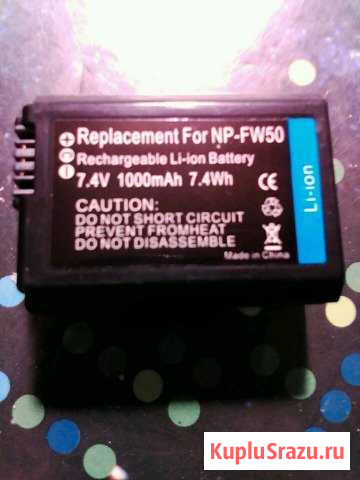 Replacement For NP-FW50
Rechargeable Li-ion Battery
7.4V 1000mAh 7.4Wh
CAUTION:
DO NOT SHORT CIRCUIT
PREVENT FROMHEAT
DO NOT DISASSEMBLE
CE
Made in China
Li-ion
KupluSrazu.ru